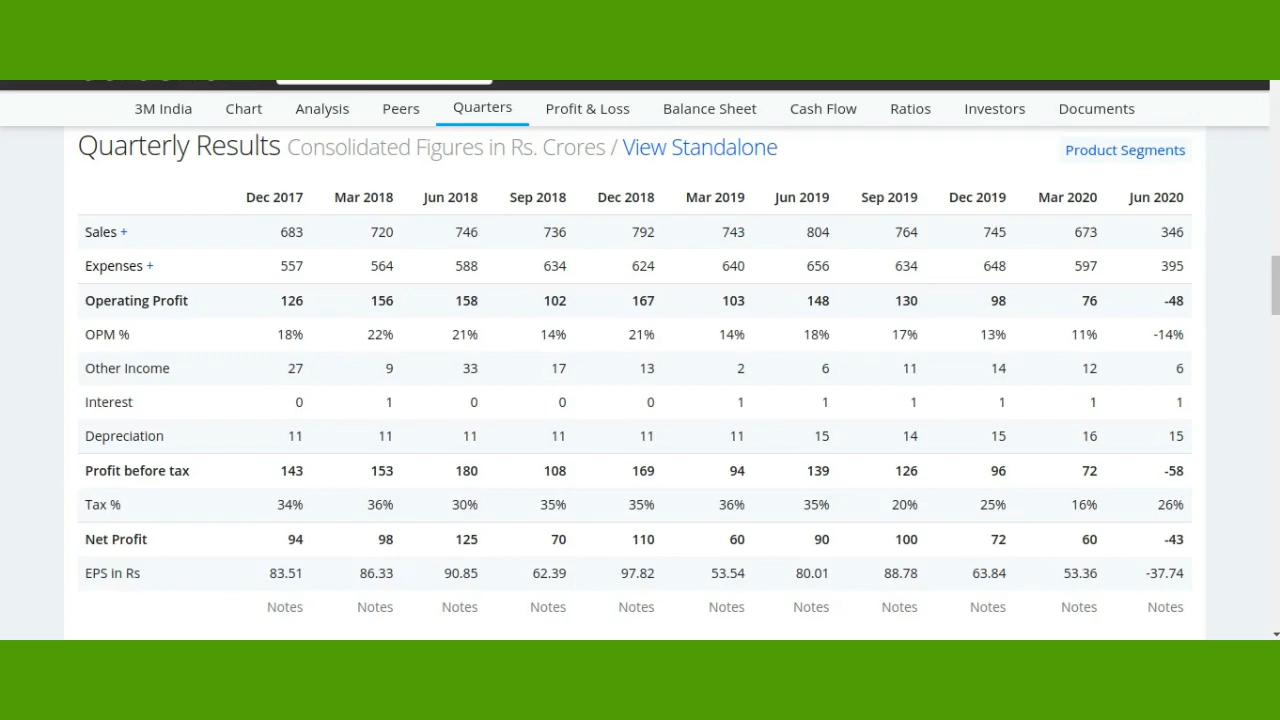 3M India Chart Analysis Peers Quarters Profit & Loss Balance Sheet Cash Flow Ratios Investors Documents
Quarterly Results Consolidated Figures in Rs. Crores / View Standalone Product Segments
Dec 2017 Mar 2018 Jun 2018 Sep 2018 Dec 2018 Mar 2019 Jun 2019 Sep 2019 Dec 2019 Mar 2020 Jun 2020
Sales + 683 720 746 736 792 743 804 764 745 673 346
Expenses + 557 564 588 634 624 640 656 634 648 597 395
Operating Profit 126 156 158 102 167 103 148 130 98 76 -48
OPM % 18% 22% 21% 14% 21% 14% 18% 17% 13% 11% -14%
Other Income 27 9 33 17 13 2 6 11 14 12 6
Interest 0 1 0 0 0 1 1 1 1 1 1
Depreciation 11 11 11 11 11 11 15 14 15 16 15
Profit before tax 143 153 180 108 169 94 139 126 96 72 -58
Tax % 34% 36% 30% 35% 35% 36% 35% 20% 25% 16% 26%
Net Profit 94 98 125 70 110 60 90 100 72 60 -43
EPS in Rs 83.51 86.33 90.85 62.39 97.82 53.54 80.01 88.78 63.84 53.36 -37.74
Notes Notes Notes Notes Notes Notes Notes Notes Notes Notes Notes